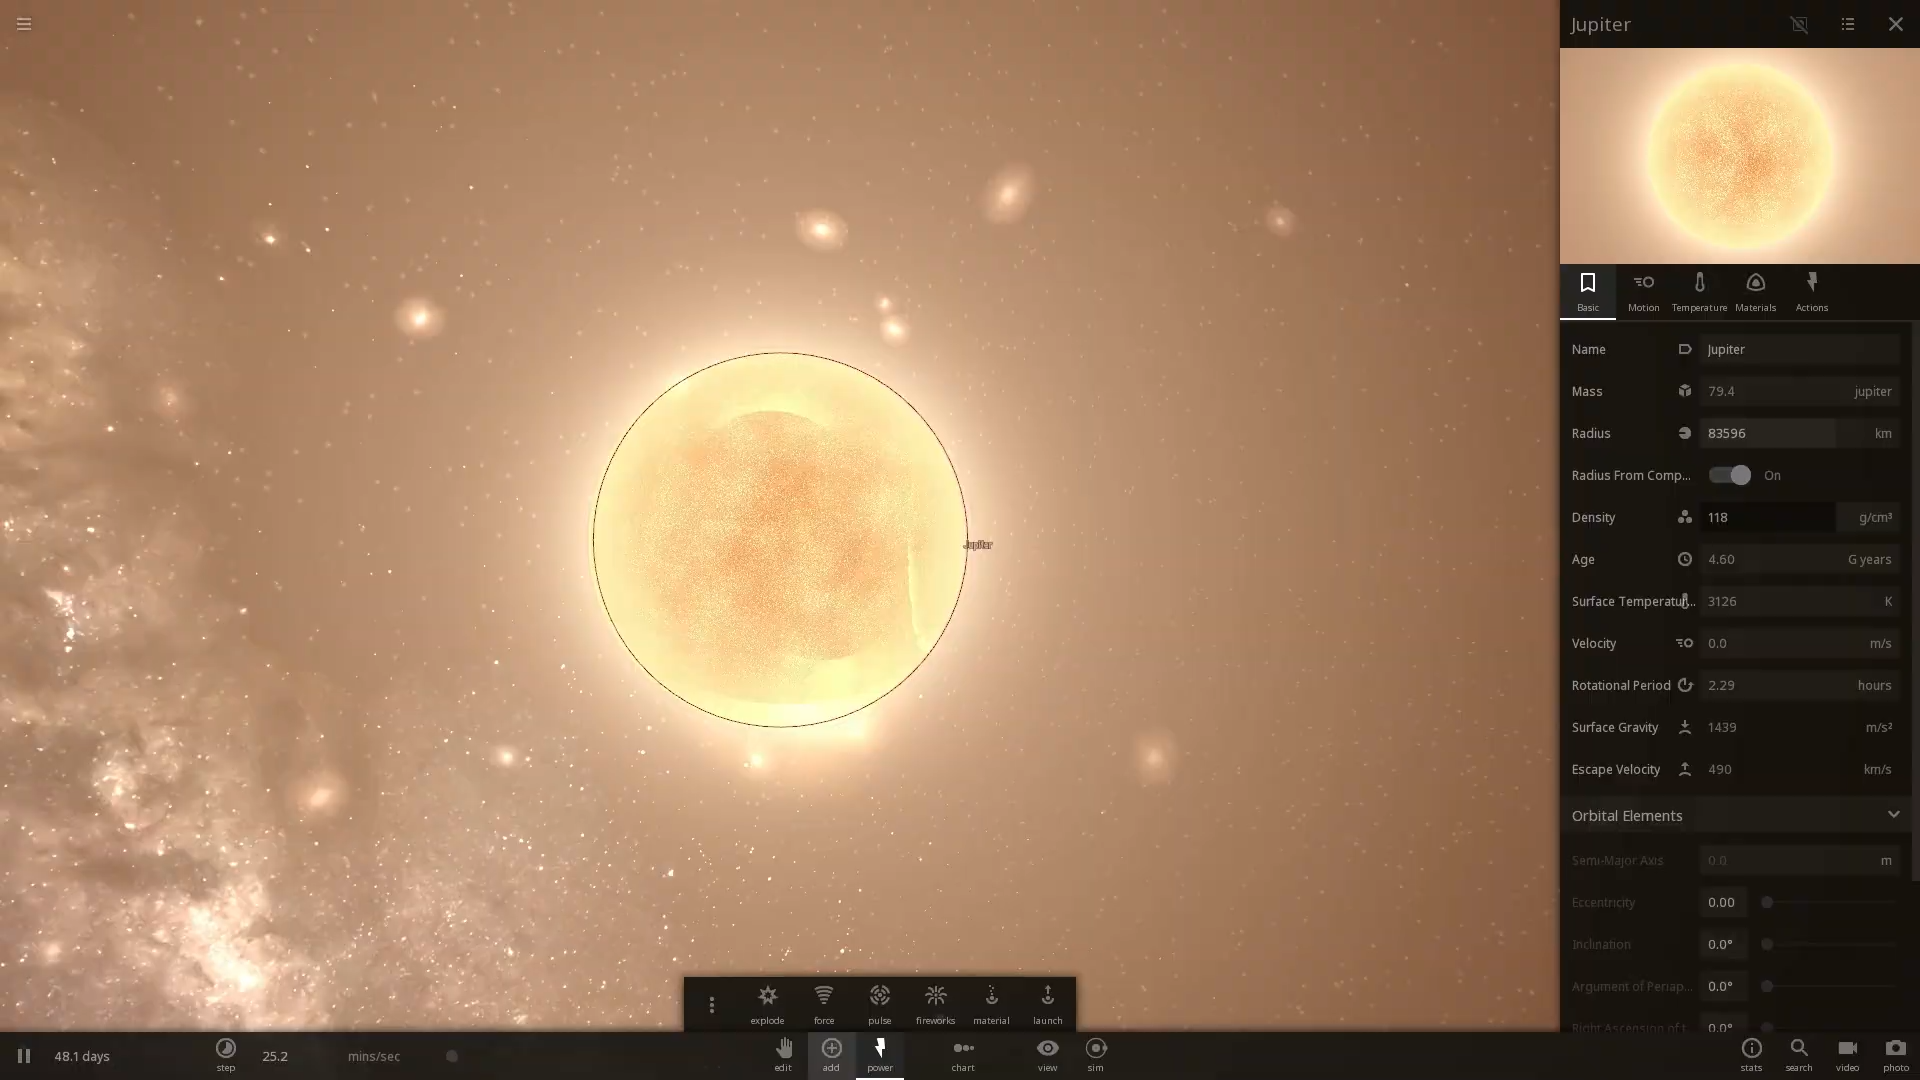 Jupiter
Basic
Motion
Temperature
Materials
Actions
Name
Jupiter
Mass
79.4
jupiter
Radius
83596
km
Radius From Comp...
On
Density
118
g/cm³
Age
4.60
G years
Surface Temperatur...
3126
K
Velocity
0.0
m/s
Rotational Period
2.29
hours
Surface Gravity
1439
m/s²
Escape Velocity
490
km/s
Orbital Elements
Semi-Major Axis
0.0
m
Eccentricity
0.00
Inclination
0.0°
Argument of Periap...
0.0°
Right Ascension of t...
0.0°
Jupiter
explode
force
pulse
fireworks
material
launch
48.1 days
step
25.2
mins/sec
edit
add
power
chart
view
sim
stats
search
video
photo